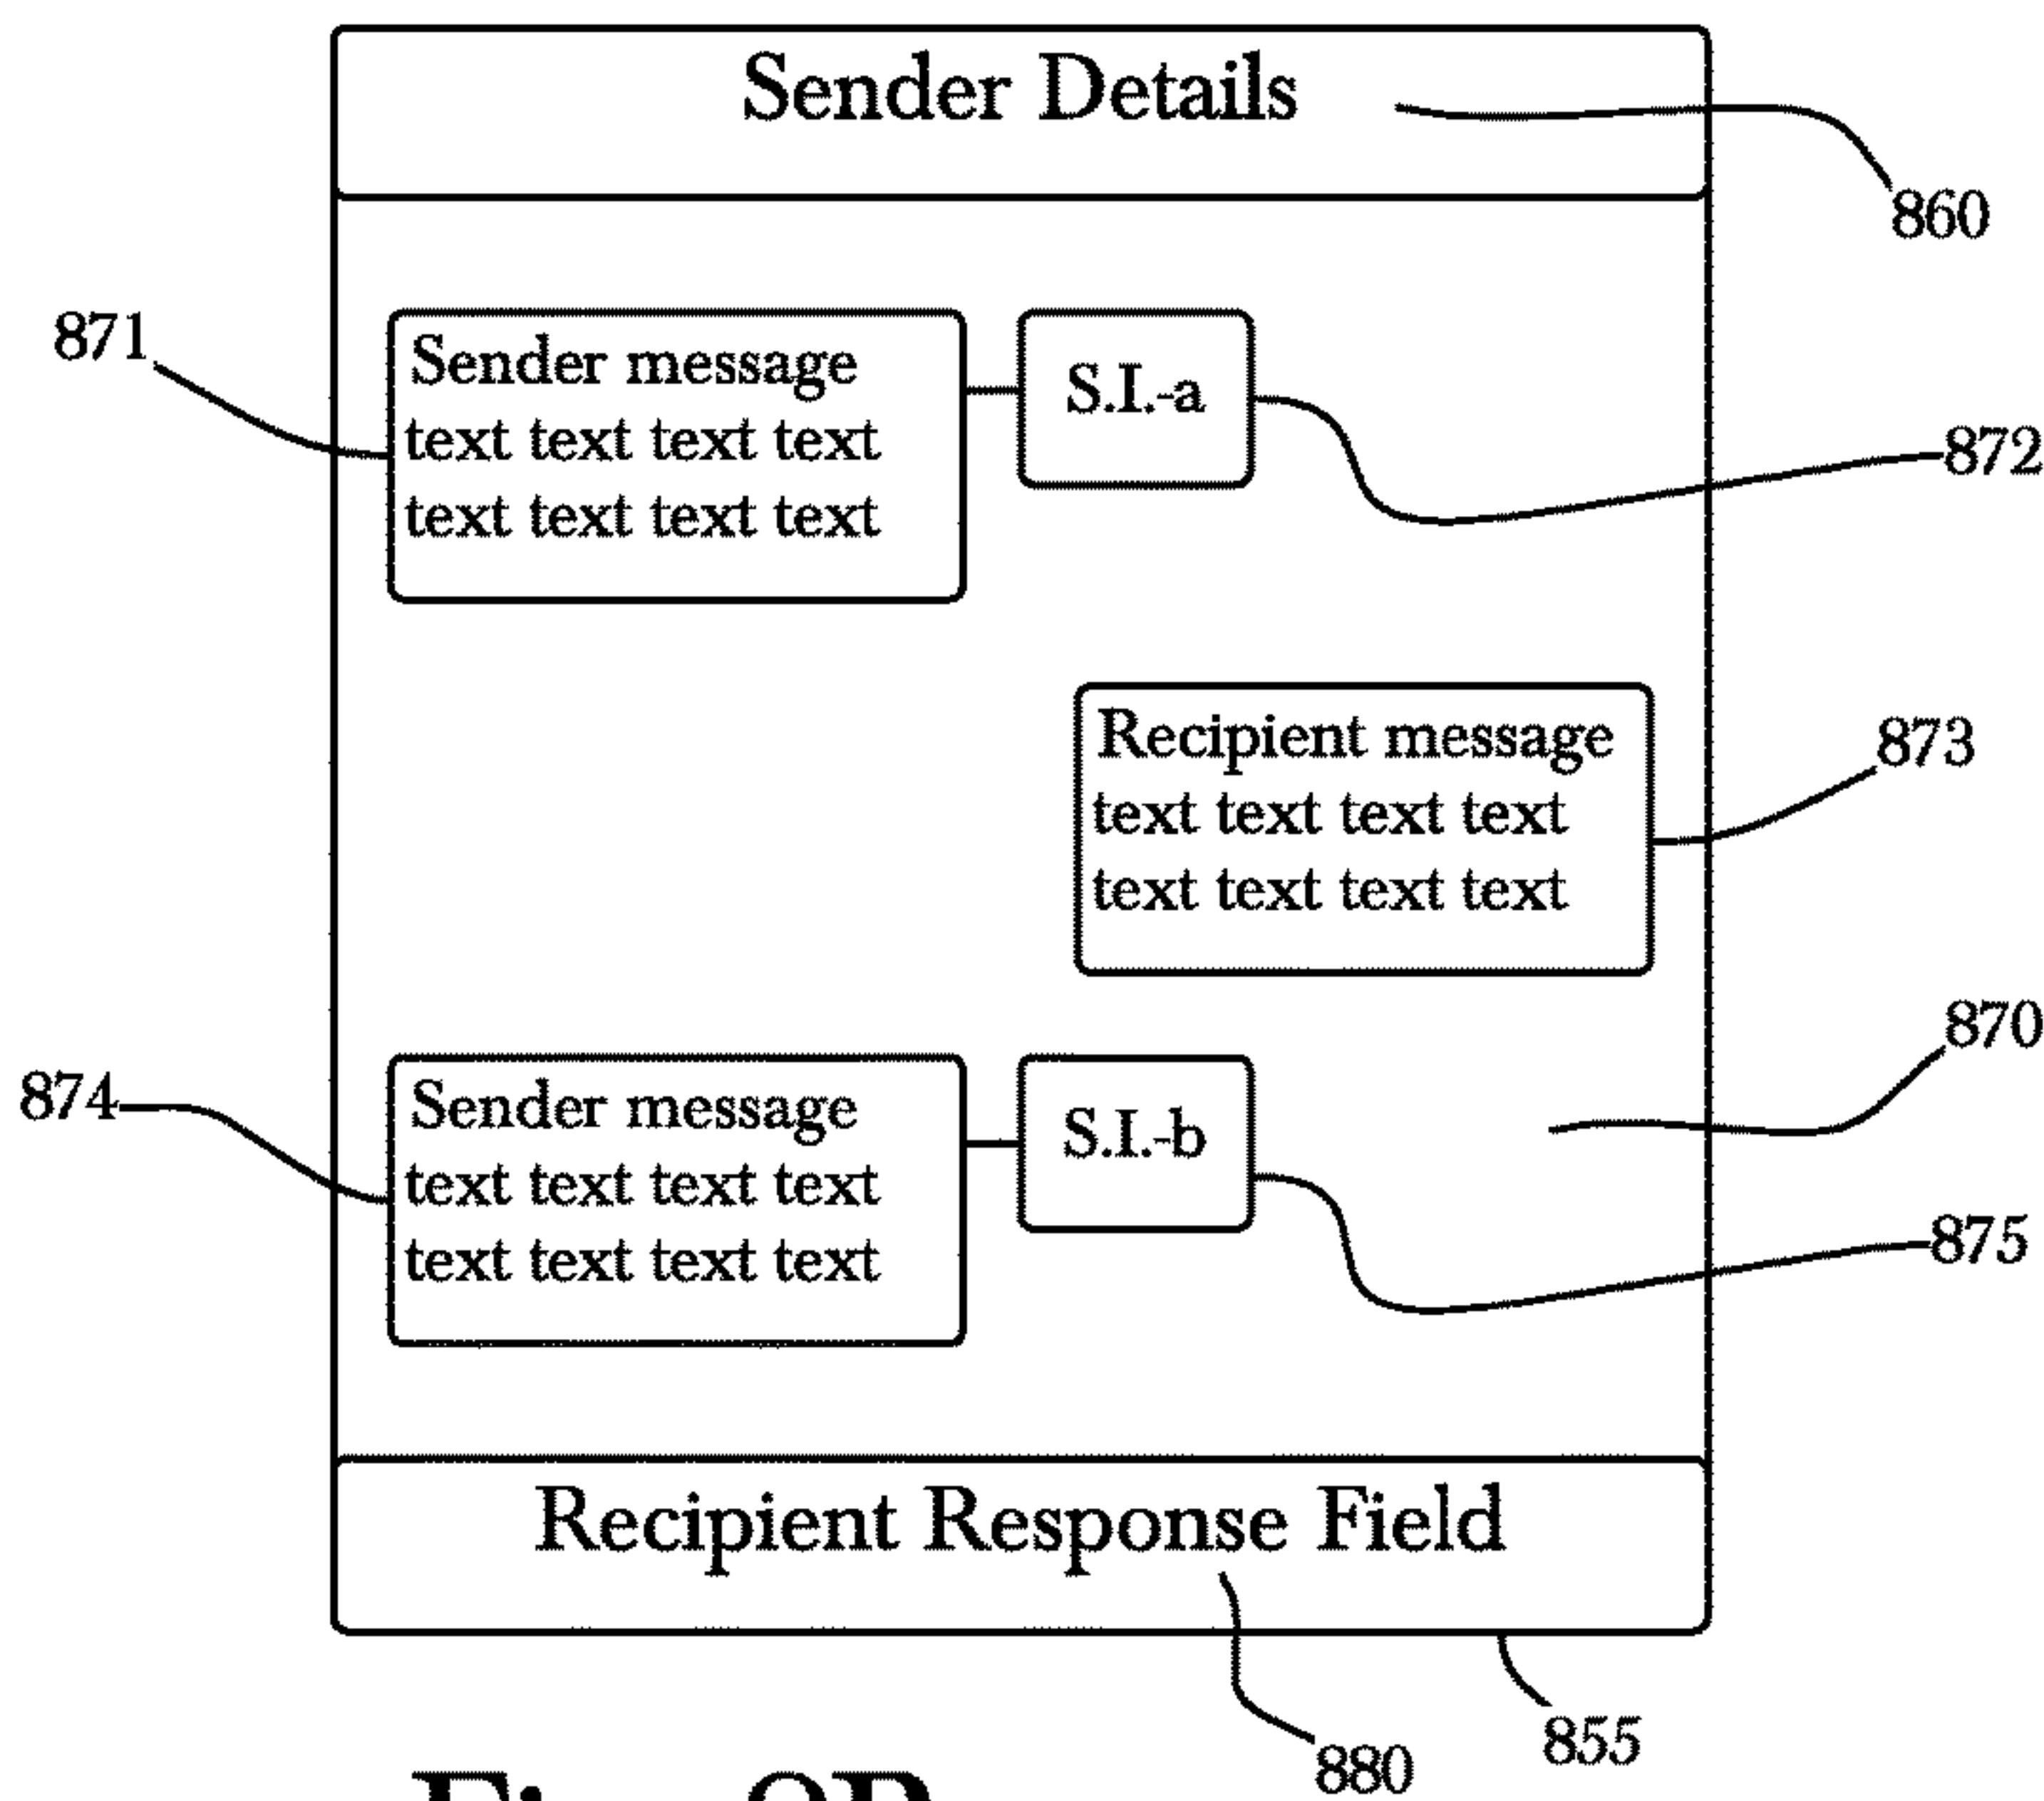 Sender Details
860
871
Sender message
text text text text
text text text text
S.I.-a
872
Recipient message
text text text text
text text text text
873
870
874
Sender message
text text text text
text text text text
S.I.-b
875
Recipient Response Field
880
855